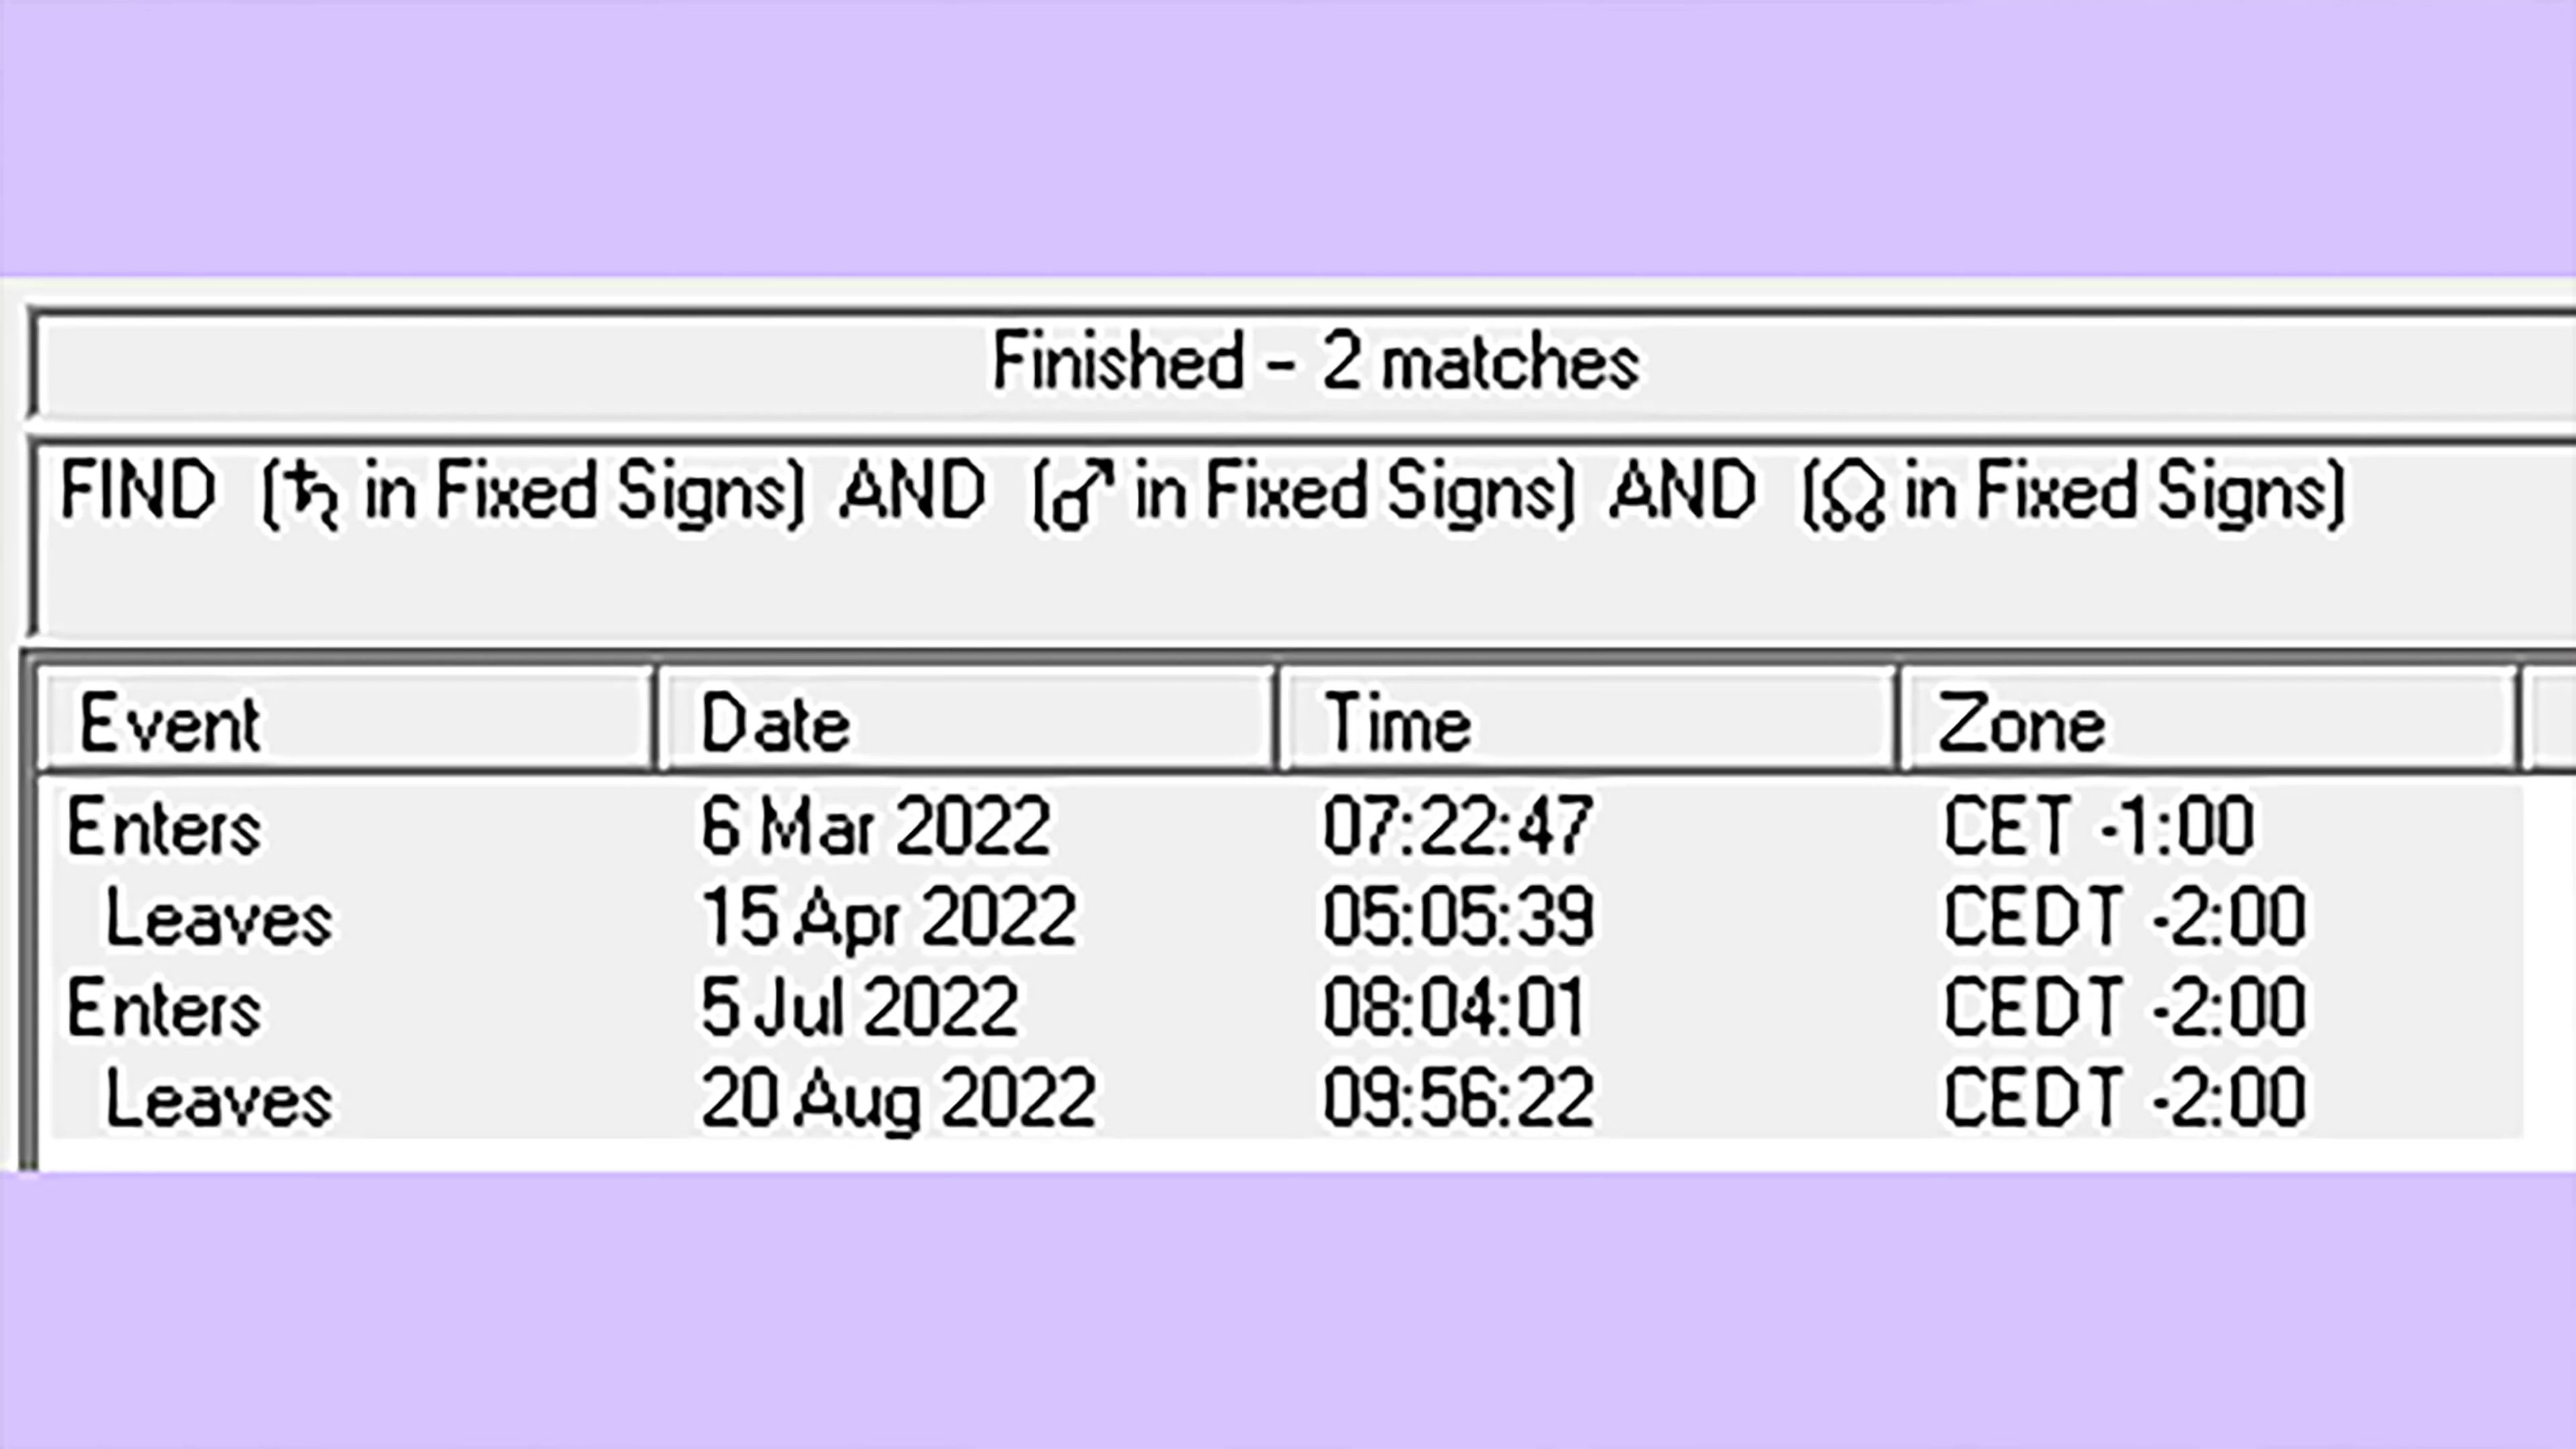 Finished - 2 matches
FIND (♄ in Fixed Signs) AND (♂ in Fixed Signs) AND (☊ in Fixed Signs)
Event Date Time Zone
Enters 6 Mar 2022 07:22:47 CET -1:00
Leaves 15 Apr 2022 05:05:39 CEDT -2:00
Enters 5 Jul 2022 08:04:01 CEDT -2:00
Leaves 20 Aug 2022 09:56:22 CEDT -2:00